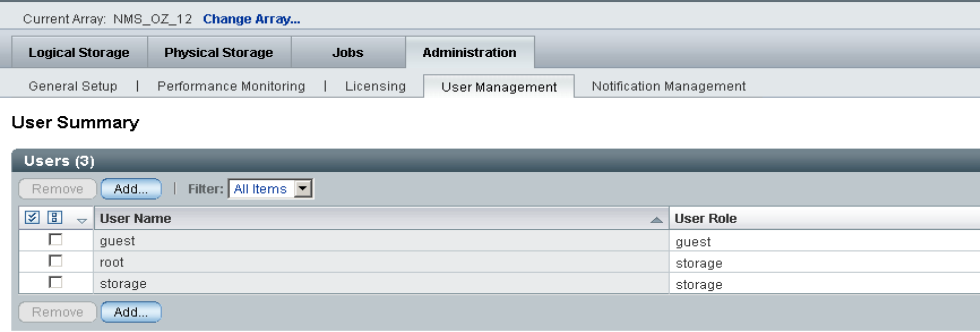 Current Array: NMS_OZ_12 Change Array...
Logical Storage Physical Storage Jobs Administration
General Setup | Performance Monitoring | Licensing User Management Notification Management
User Summary
Users (3)
Remove Add... | Filter: All Items
User Name User Role
guest guest
root storage
storage storage
Remove Add...